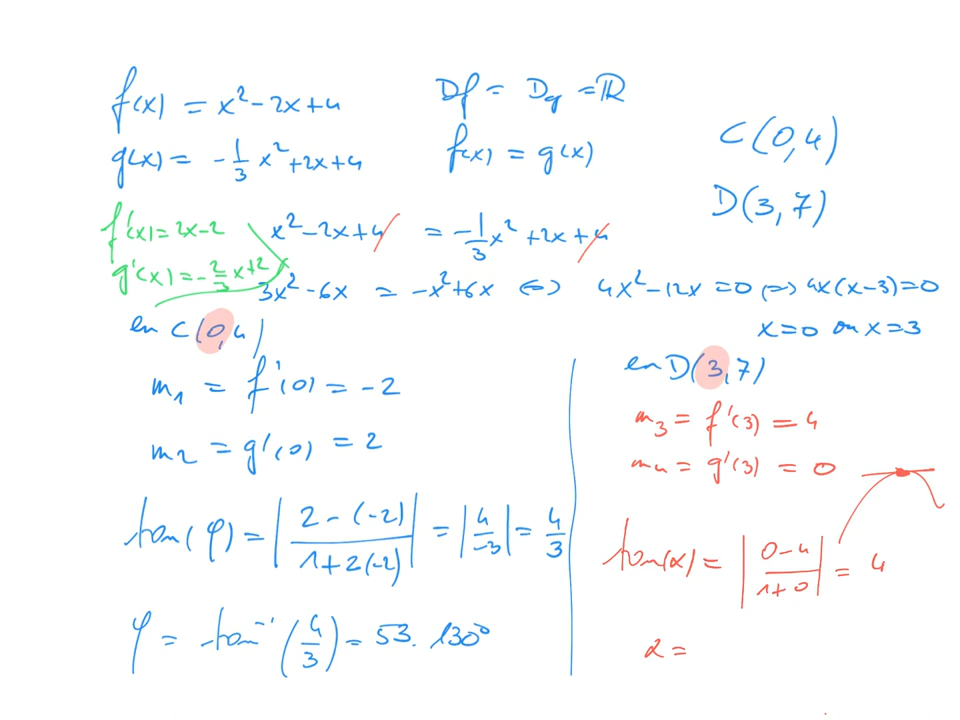 f(x) = x² − 2x + 4
g(x) = −1/3 x² + 2x + 4
Df = Dg = ℝ
f(x) = g(x)
C(0,4)
D(3,7)
f'(x) = 2x − 2
g'(x) = −2/3 x + 2
x² − 2x + 4 = −1/3 x² + 2x + 4
3x² − 6x = −x² + 6x ⟺ 4x² − 12x = 0 ⟺ 4x(x − 3) = 0
x = 0 ou x = 3
en C(0,4)
m₁ = f'(0) = −2
m₂ = g'(0) = 2
tan(φ) = |2 − (−2) / 1 + 2(−2)| = |4/−3| = 4/3
φ = tan⁻¹(4/3) = 53.130°
en D(3,7)
m₃ = f'(3) = 4
m₄ = g'(3) = 0
tan(α) = |0 − 4 / 1 + 0| = 4
α =